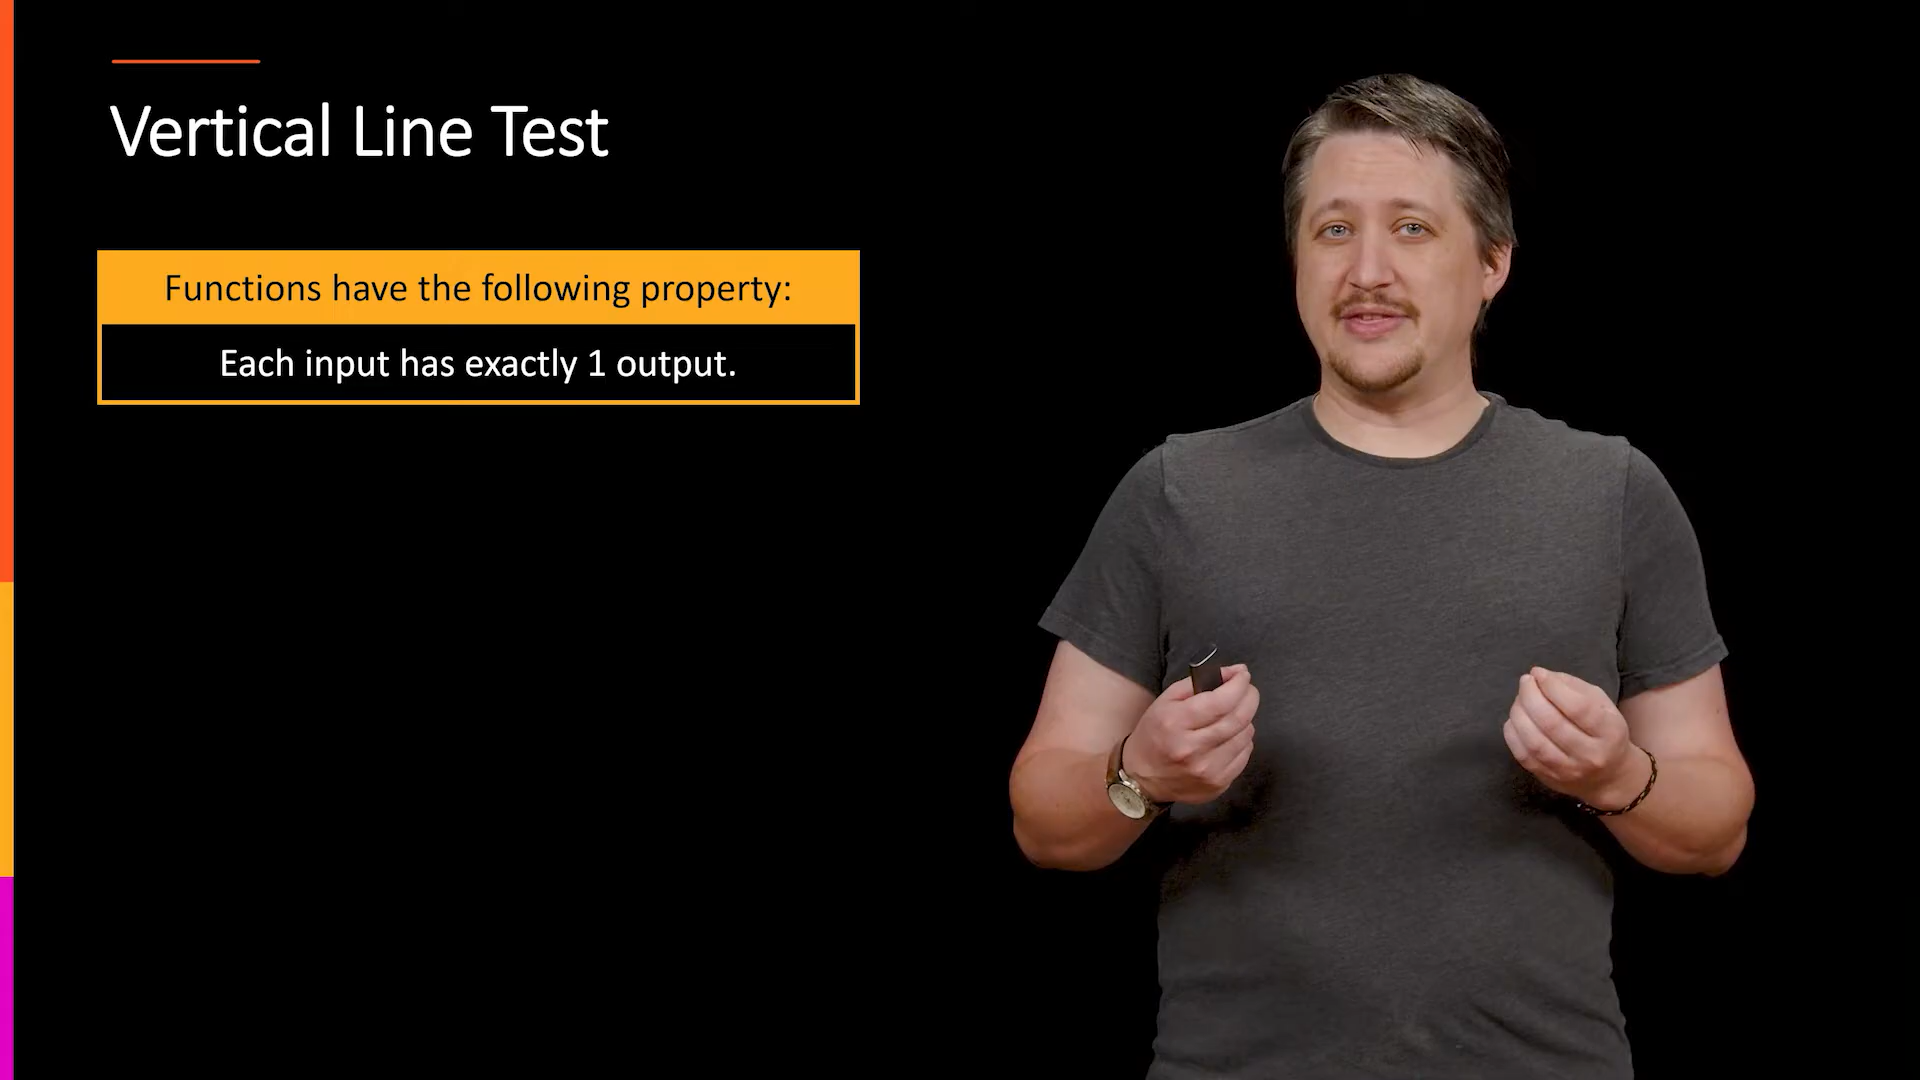 Vertical Line Test
Functions have the following property:
Each input has exactly 1 output.